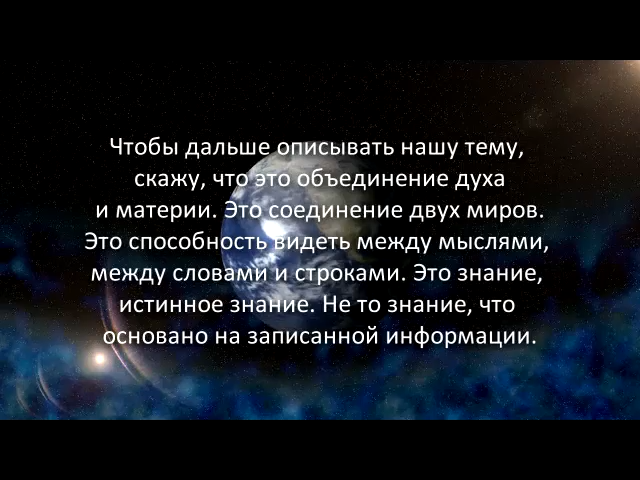 Чтобы дальше описывать нашу тему,
скажу, что это объединение духа
и материи. Это соединение двух миров.
Это способность видеть между мыслями,
между словами и строками. Это знание,
истинное знание. Не то знание, что
основано на записанной информации.